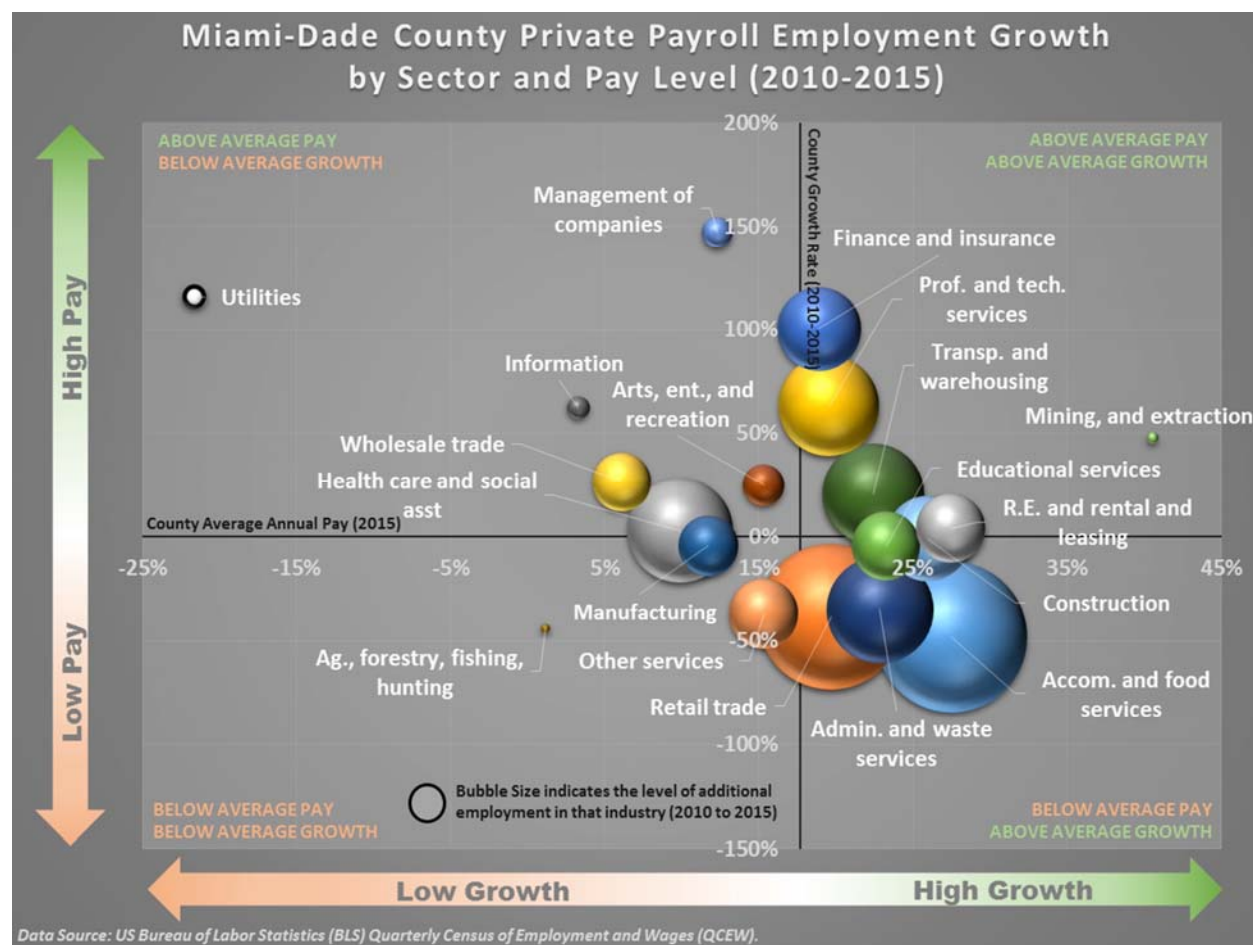 Miami-Dade County Private Payroll Employment Growth
by Sector and Pay Level (2010-2015)
ABOVE AVERAGE PAY
BELOW AVERAGE GROWTH
200%
County Growth Rate (2010-2015)
ABOVE AVERAGE PAY
ABOVE AVERAGE GROWTH
High Pay
Low Pay
Management of
companies
150%
Finance and insurance
Utilities
Prof. and tech.
services
100%
Information
Arts, ent., and
recreation
Transp. and
warehousing
Mining, and extraction
Wholesale trade
50%
Educational services
Health care and social
asst
R.E. and rental and
leasing
County Average Annual Pay (2015)
0%
-25%
-15%
-5%
5%
15%
25%
35%
45%
Manufacturing
Construction
-50%
Ag., forestry, fishing,
hunting
Other services
Retail trade
Accom. and food
services
Admin. and waste
services
-100%
Bubble Size indicates the level of additional
employment in that industry (2010 to 2015)
BELOW AVERAGE PAY
BELOW AVERAGE GROWTH
BELOW AVERAGE PAY
ABOVE AVERAGE GROWTH
-150%
Low Growth
High Growth
Data Source: US Bureau of Labor Statistics (BLS) Quarterly Census of Employment and Wages (QCEW).